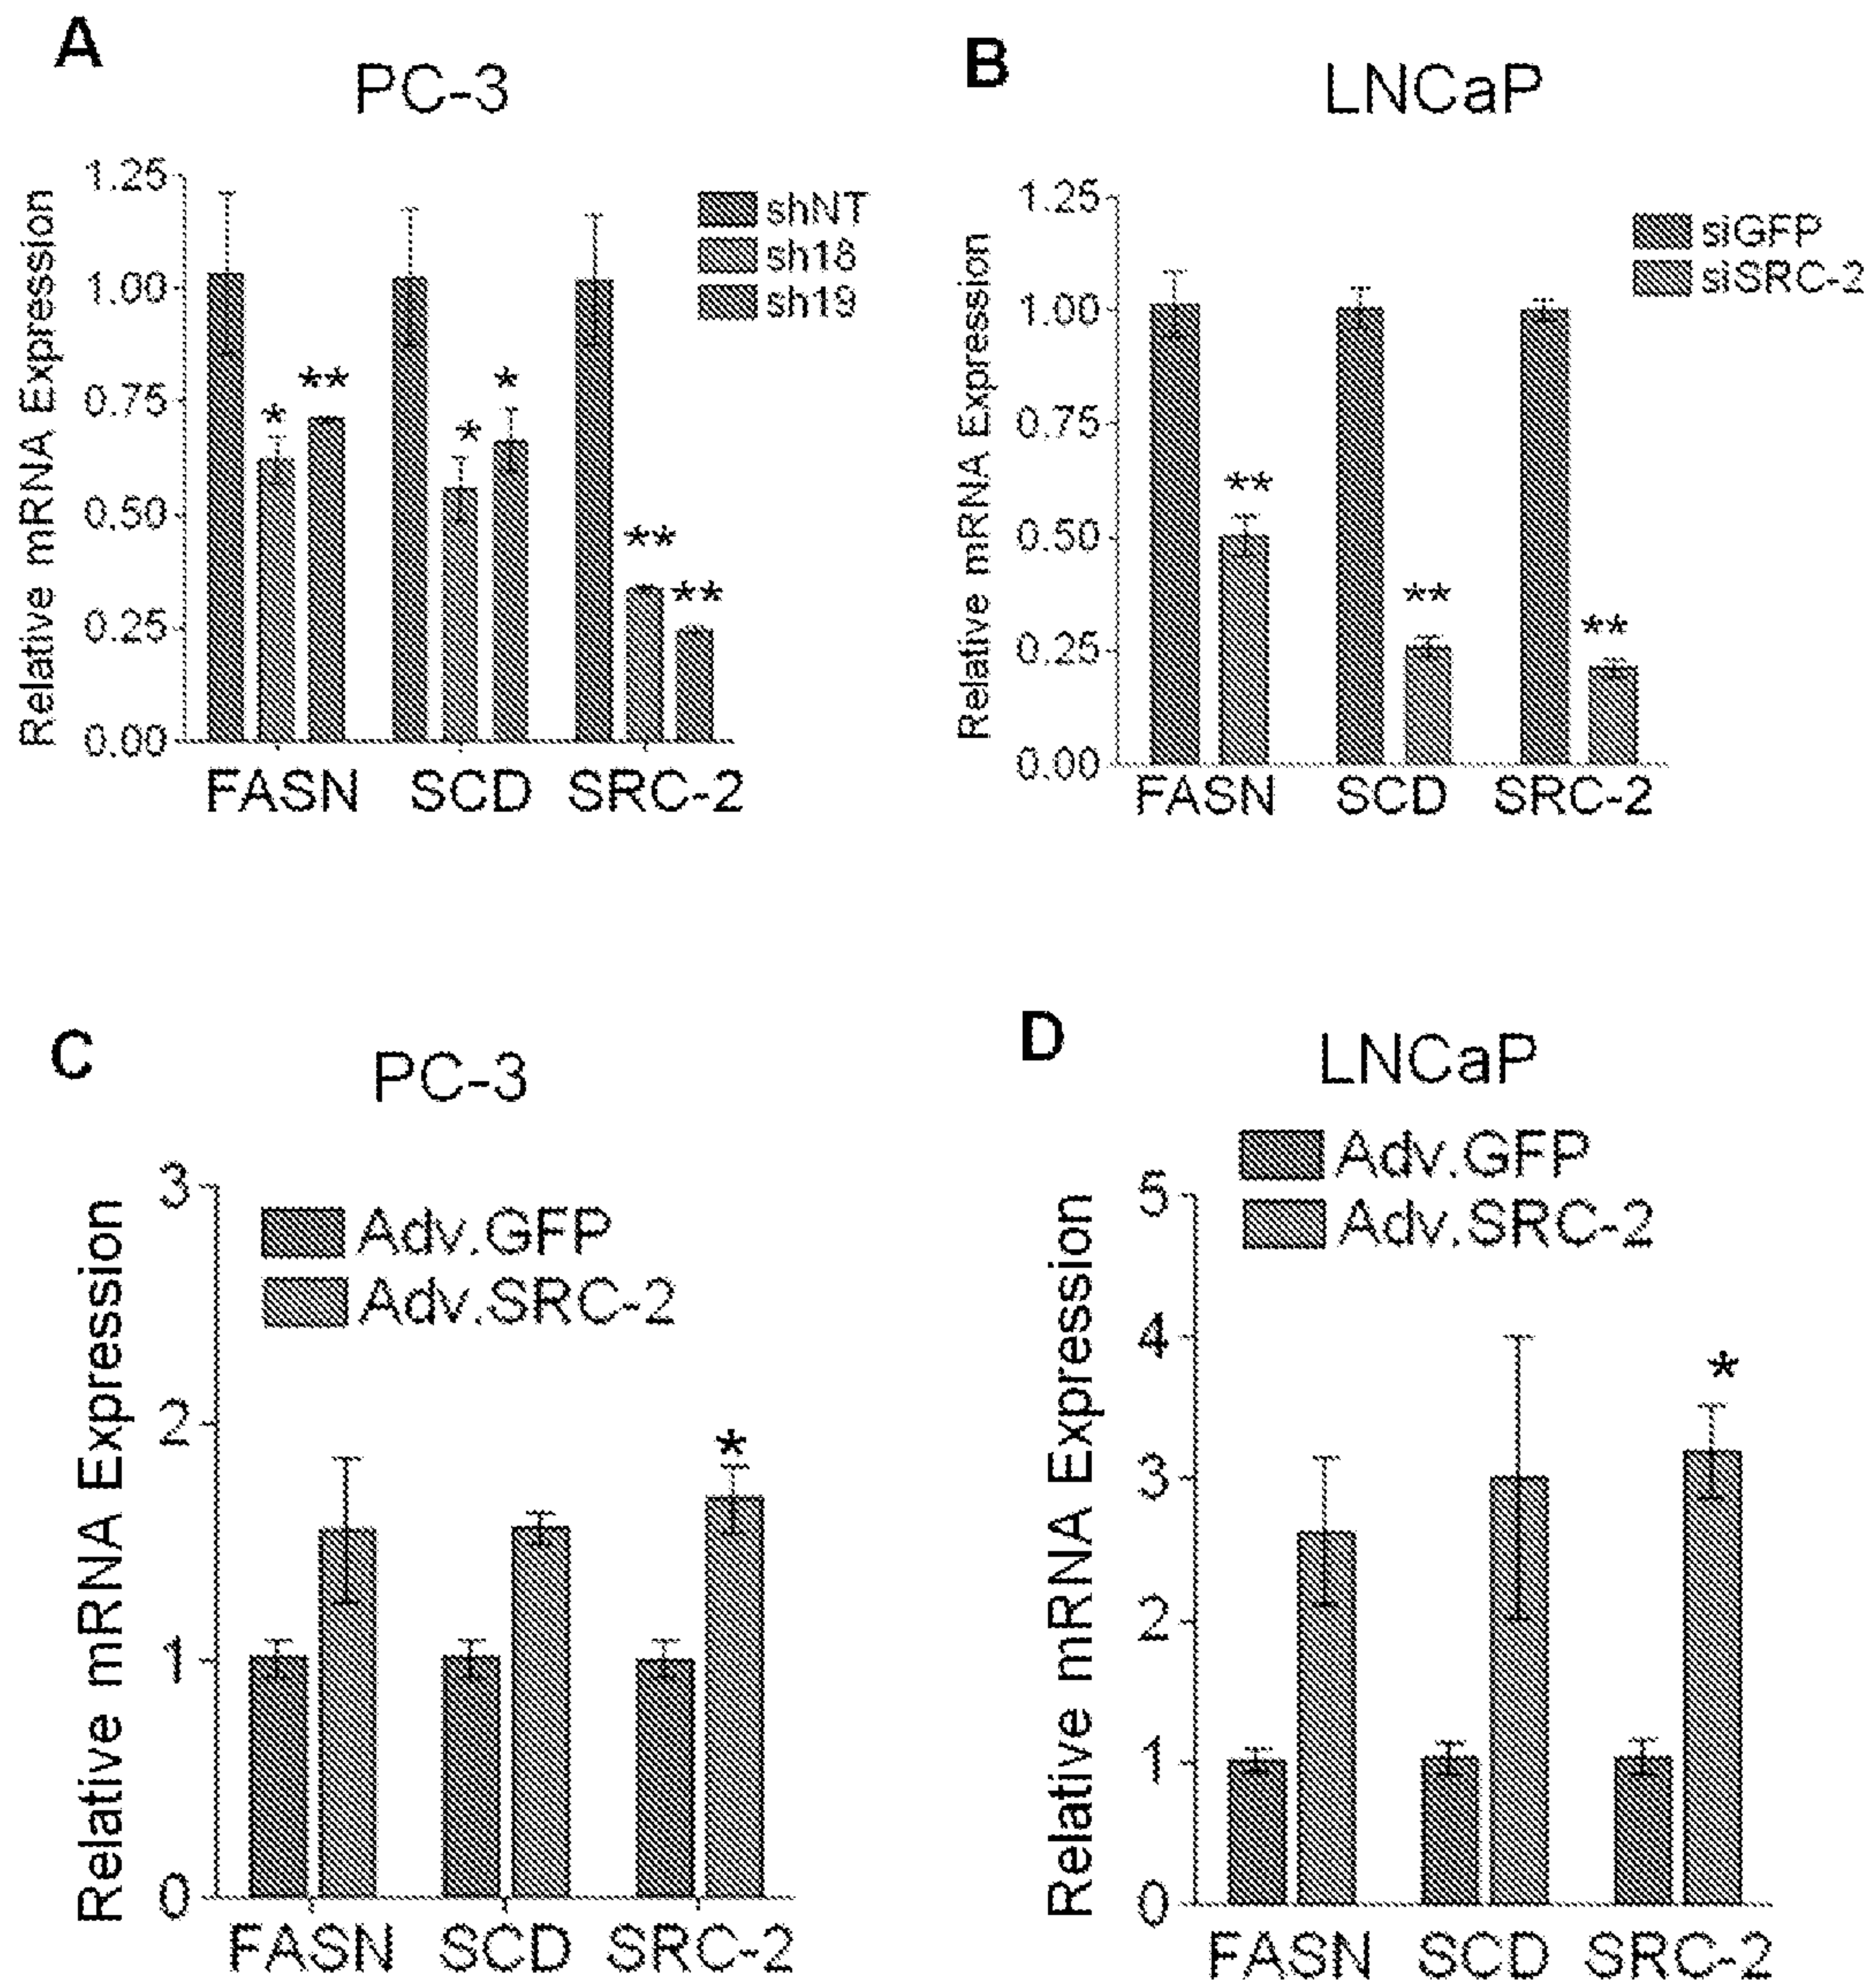 A
PC-3
Relative mRNA Expression
1.25
1.00
0.75
0.50
0.25
0.00
shNT
sh18
sh19
*
**
*
*
**
**
FASN SCD SRC-2
B
LNCaP
Relative mRNA Expression
1.25
1.00
0.75
0.50
0.25
0.00
siGFP
siSRC-2
**
**
**
FASN SCD SRC-2
C
PC-3
Relative mRNA Expression
3
2
1
0
Adv.GFP
Adv.SRC-2
*
FASN SCD SRC-2
D
LNCaP
Adv.GFP
Adv.SRC-2
Relative mRNA Expression
5
4
3
2
1
0
*
FASN SCD SRC-2